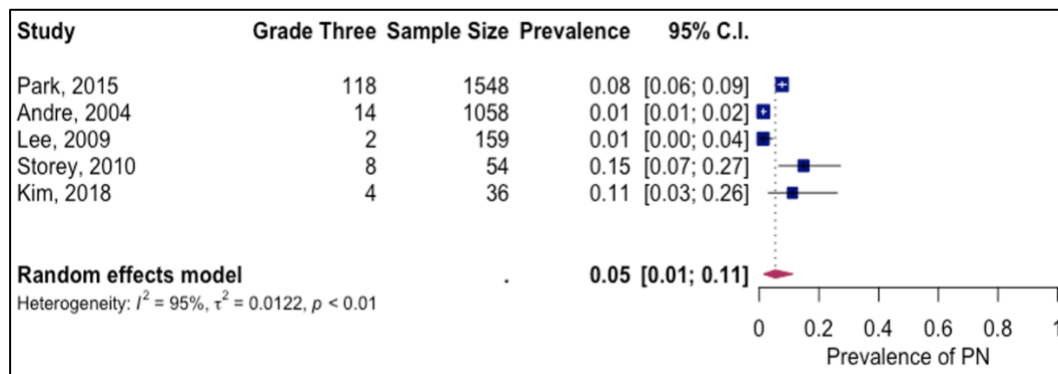 Study Grade Three Sample Size Prevalence 95% C.I.
Park, 2015 118 1548 0.08 [0.06; 0.09]
Andre, 2004 14 1058 0.01 [0.01; 0.02]
Lee, 2009 2 159 0.01 [0.00; 0.04]
Storey, 2010 8 54 0.15 [0.07; 0.27]
Kim, 2018 4 36 0.11 [0.03; 0.26]
Random effects model . 0.05 [0.01; 0.11]
Heterogeneity: I² = 95%, τ² = 0.0122, p < 0.01
0 0.2 0.4 0.6 0.8 1
Prevalence of PN